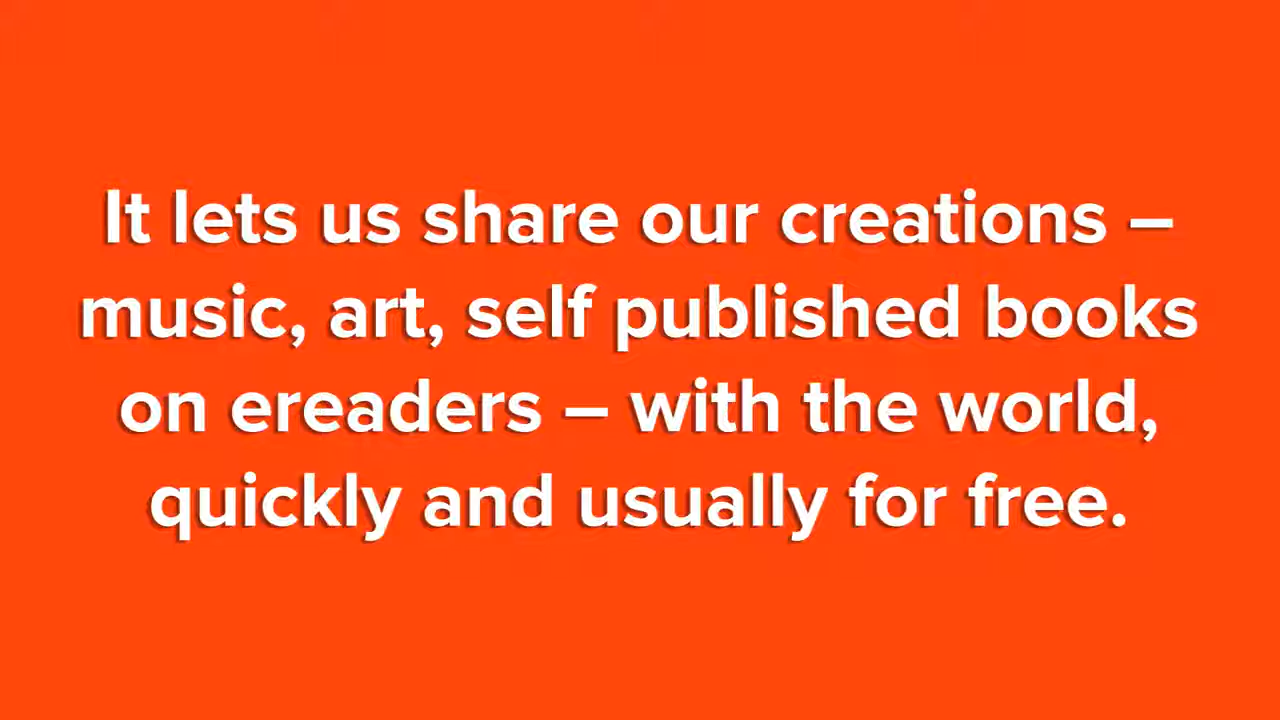 It lets us share our creations –
music, art, self published books
on ereaders – with the world,
quickly and usually for free.